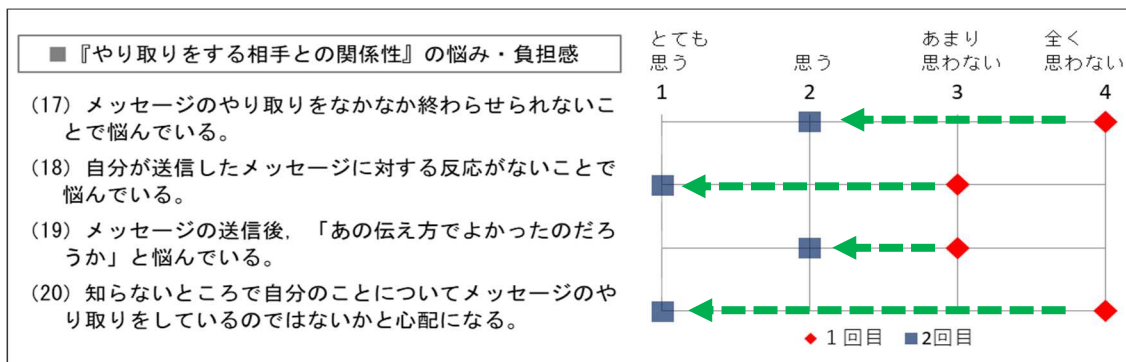 ■『やり取りをする相手との関係性』の悩み・負担感
(17) メッセージのやり取りをなかなか終わらせられないこ
とで悩んでいる。
(18) 自分が送信したメッセージに対する反応がないことで
悩んでいる。
(19) メッセージの送信後，「あの伝え方でよかったのだろ
うか」と悩んでいる。
(20) 知らないところで自分のことについてメッセージのや
り取りをしているのではないかと心配になる。
とても
思う
思う
あまり
思わない
全く
思わない
1 2 3 4
◆1回目 ■2回目